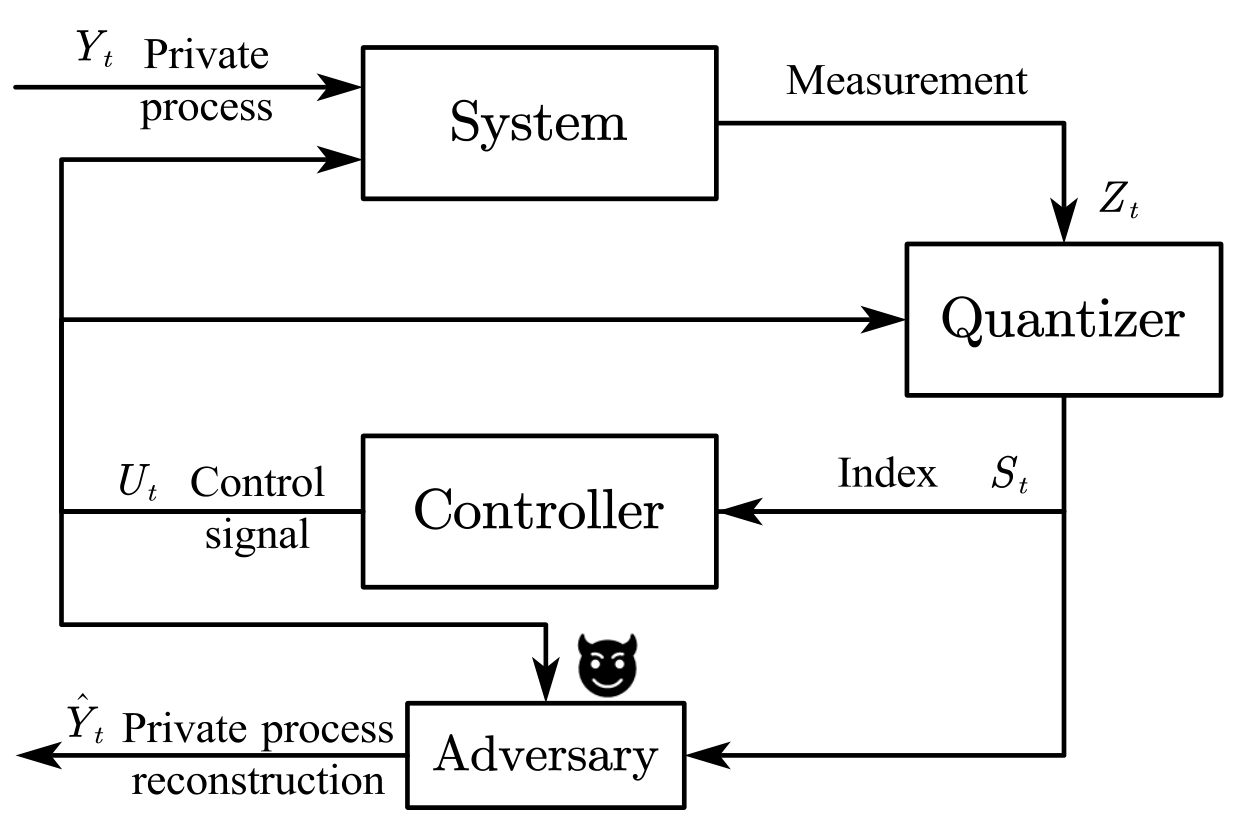 Y_t Private
process
System
Measurement
Z_t
Quantizer
U_t Control
signal
Controller
Index S_t
Ŷ_t Private process
reconstruction
Adversary